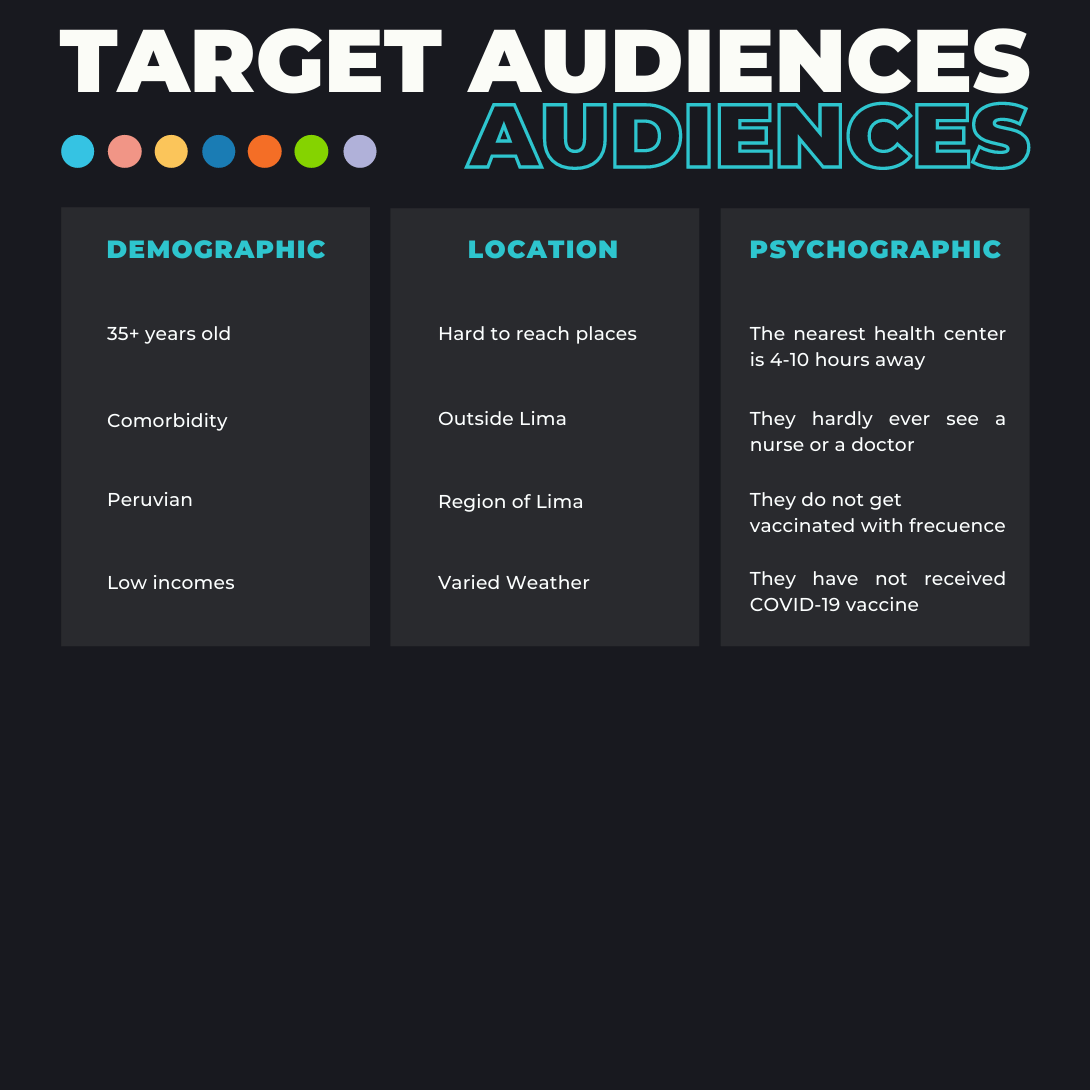 TARGET AUDIENCES
AUDIENCES
DEMOGRAPHIC
35+ years old
Comorbidity
Peruvian
Low incomes
LOCATION
Hard to reach places
Outside Lima
Region of Lima
Varied Weather
PSYCHOGRAPHIC
The nearest health center
is 4-10 hours away
They hardly ever see a
nurse or a doctor
They do not get
vaccinated with frecuence
They have not received
COVID-19 vaccine